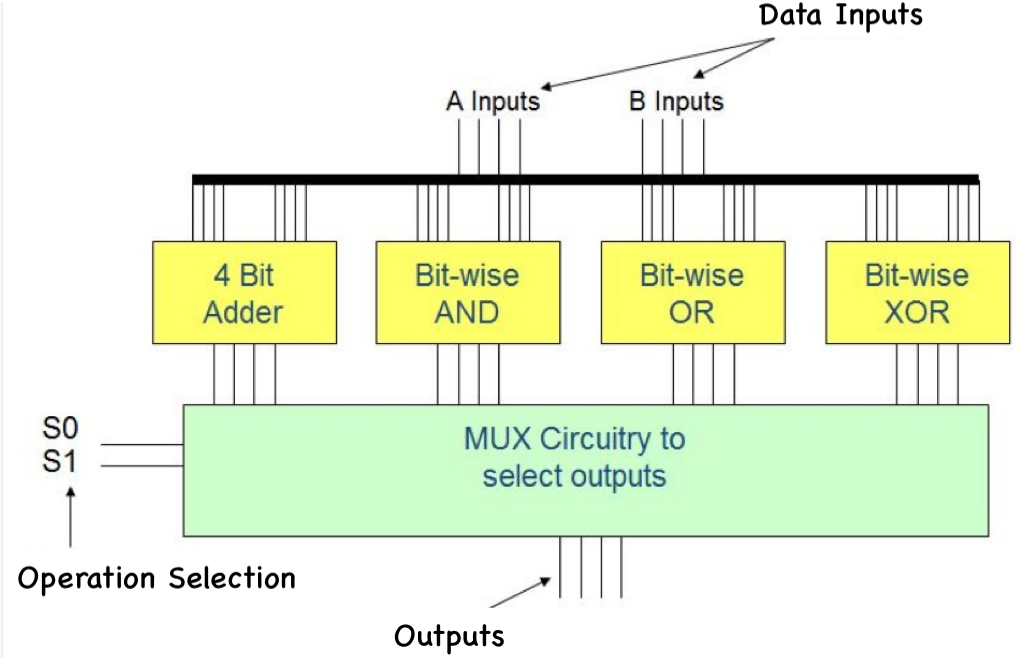 Data Inputs
A Inputs
B Inputs
4 Bit
Adder
Bit-wise
AND
Bit-wise
OR
Bit-wise
XOR
S0
S1
MUX Circuitry to
select outputs
Operation Selection
Outputs